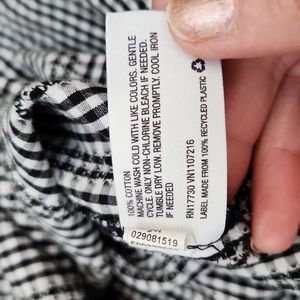 100% COTTON
MACHINE WASH COLD WITH LIKE COLORS. GENTLE
CYCLE. ONLY NON-CHLORINE BLEACH IF NEEDED.
TUMBLE DRY LOW. REMOVE PROMPTLY. COOL IRON
IF NEEDED.
RN17730 VN1107216
LABEL MADE FROM 100% RECYCLED PLASTIC
029081519